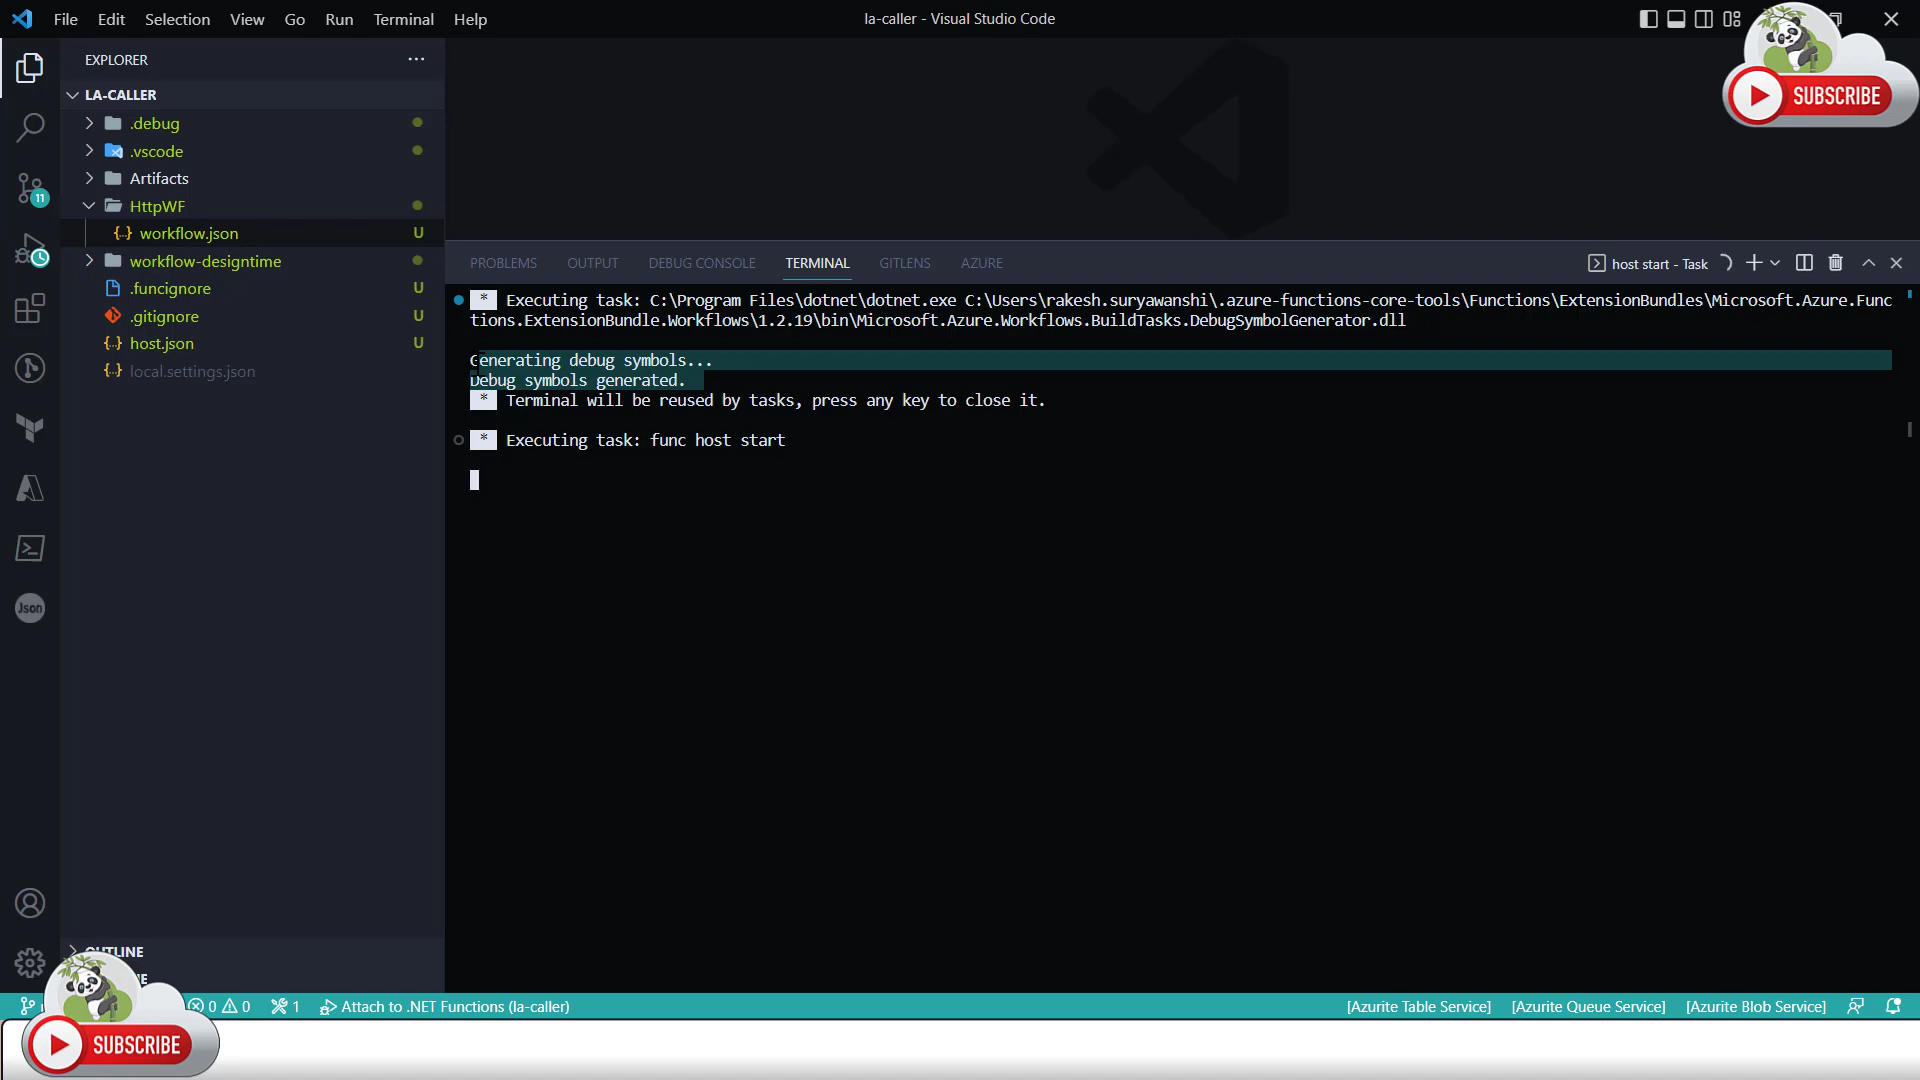 File Edit Selection View Go Run Terminal Help
la-caller - Visual Studio Code
SUBSCRIBE
EXPLORER
LA-CALLER
.debug
.vscode
Artifacts
HttpWF
workflow.json U
workflow-designtime
.funcignore U
.gitignore U
host.json U
local.settings.json
11
Json
OUTLINE
PROBLEMS OUTPUT DEBUG CONSOLE TERMINAL GITLENS AZURE
host start - Task
* Executing task: C:\Program Files\dotnet\dotnet.exe C:\Users\rakesh.suryawanshi\.azure-functions-core-tools\Functions\ExtensionBundles\Microsoft.Azure.Func
tions.ExtensionBundle.Workflows\1.2.19\bin\Microsoft.Azure.Workflows.BuildTasks.DebugSymbolGenerator.dll
Generating debug symbols...
Debug symbols generated.
* Terminal will be reused by tasks, press any key to close it.
* Executing task: func host start
0 0 1 Attach to .NET Functions (la-caller)
[Azurite Table Service] [Azurite Queue Service] [Azurite Blob Service]
SUBSCRIBE